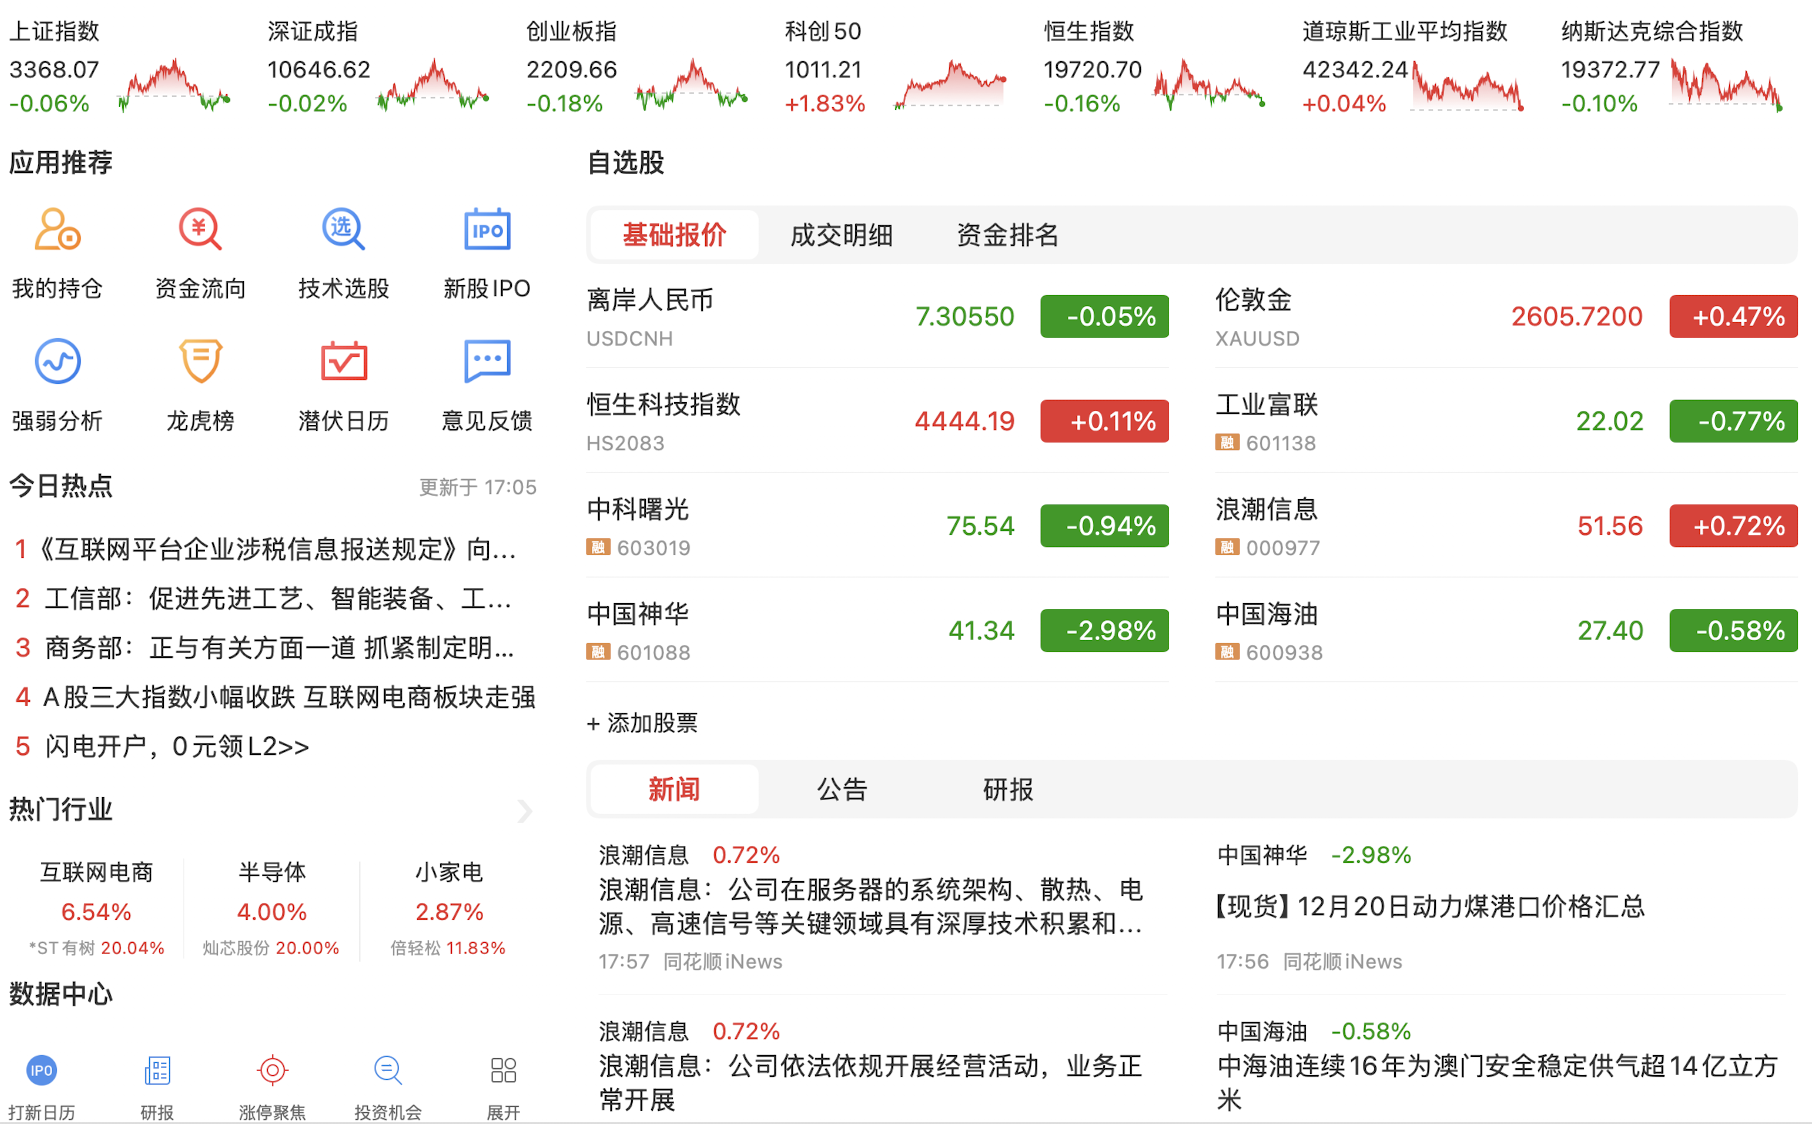 上证指数
3368.07
-0.06%
深证成指
10646.62
-0.02%
创业板指
2209.66
-0.18%
科创50
1011.21
+1.83%
恒生指数
19720.70
-0.16%
道琼斯工业平均指数
42342.24
+0.04%
纳斯达克综合指数
19372.77
-0.10%
应用推荐
我的持仓
¥
资金流向
选
技术选股
IPO
新股IPO
强弱分析
龙虎榜
潜伏日历
意见反馈
今日热点
更新于 17:05
1《互联网平台企业涉税信息报送规定》向...
2 工信部：促进先进工艺、智能装备、工...
3 商务部：正与有关方面一道 抓紧制定明...
4 A股三大指数小幅收跌 互联网电商板块走强
5 闪电开户，0元领L2>>
热门行业
互联网电商
6.54%
*ST有树 20.04%
半导体
4.00%
灿芯股份 20.00%
小家电
2.87%
倍轻松 11.83%
数据中心
IPO
打新日历
研报
涨停聚焦
投资机会
展开
自选股
基础报价
成交明细
资金排名
离岸人民币
USDCNH
7.30550
-0.05%
伦敦金
XAUUSD
2605.7200
+0.47%
恒生科技指数
HS2083
4444.19
+0.11%
工业富联
融 601138
22.02
-0.77%
中科曙光
融 603019
75.54
-0.94%
浪潮信息
融 000977
51.56
+0.72%
中国神华
融 601088
41.34
-2.98%
中国海油
融 600938
27.40
-0.58%
+ 添加股票
新闻
公告
研报
浪潮信息 0.72%
浪潮信息：公司在服务器的系统架构、散热、电
源、高速信号等关键领域具有深厚技术积累和...
17:57 同花顺iNews
中国神华 -2.98%
【现货】12月20日动力煤港口价格汇总
17:56 同花顺iNews
浪潮信息 0.72%
浪潮信息：公司依法依规开展经营活动，业务正
常开展
中国海油 -0.58%
中海油连续16年为澳门安全稳定供气超14亿立方
米